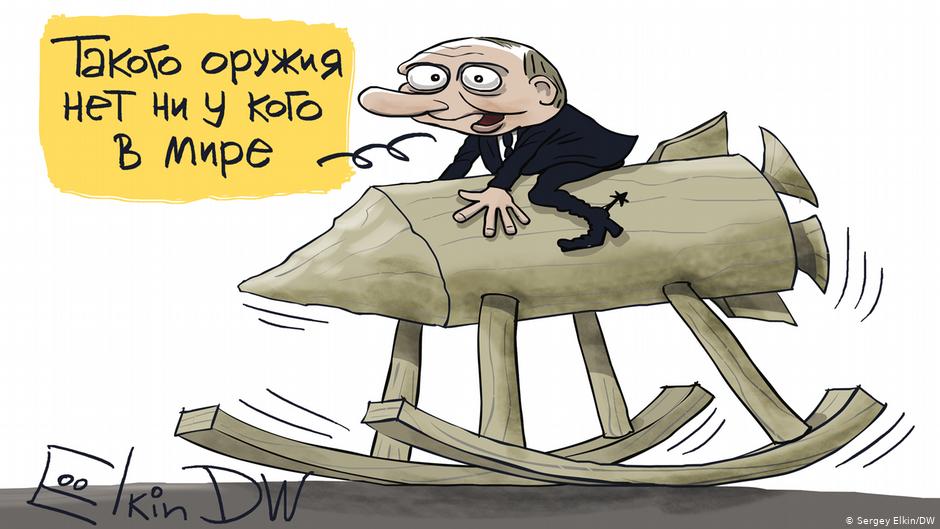 Такого оружия
нет ни у кого
в мире
Elkin DW
© Sergey Elkin/DW